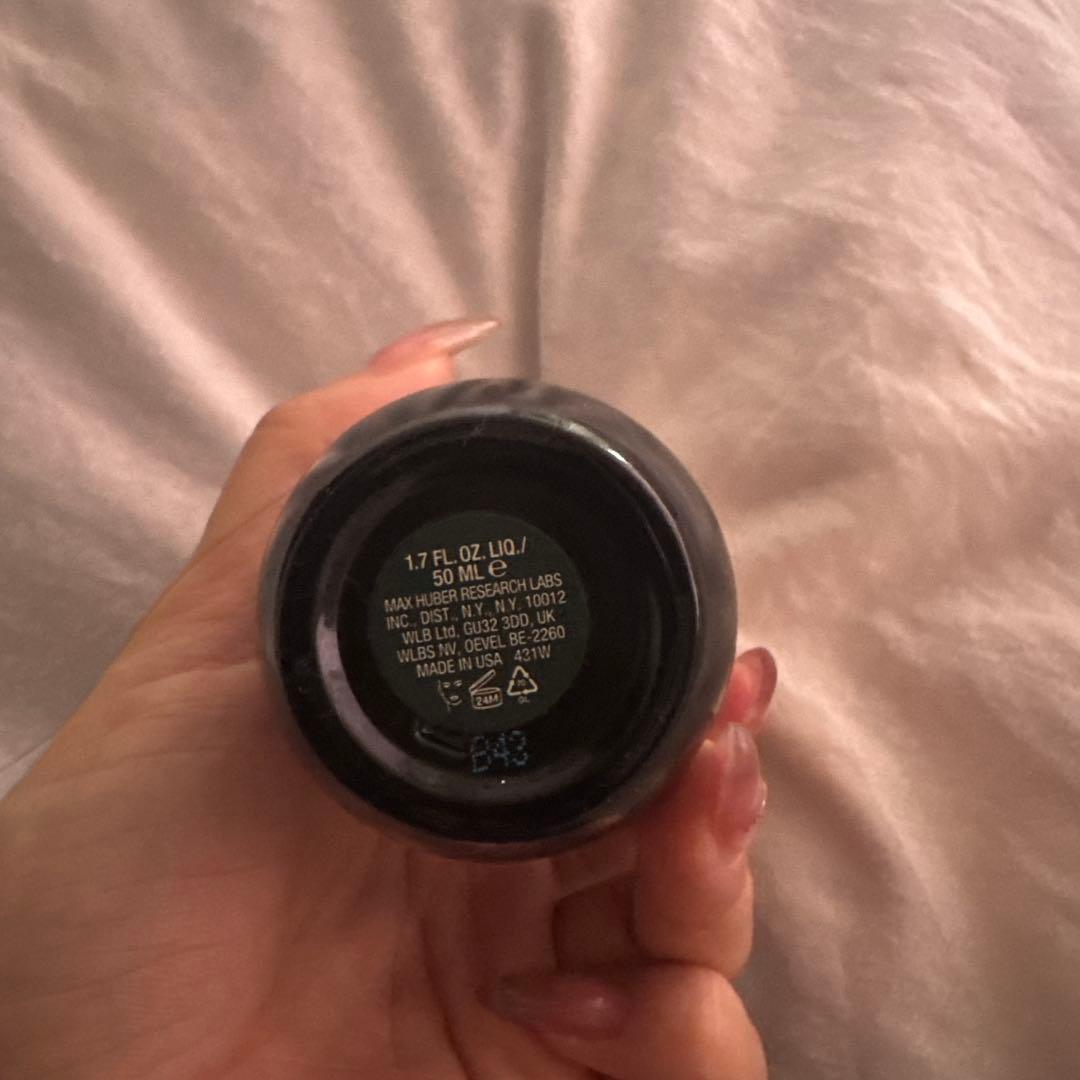 1.7 FL. OZ. LIQ./
50 ML ℮
MAX HUBER RESEARCH LABS
INC., DIST., N.Y., N.Y. 10012
WLB Ltd, GU32 3DD, UK
WLBS NV, OEVEL BE-2260
MADE IN USA 431W
24M
GL
B43